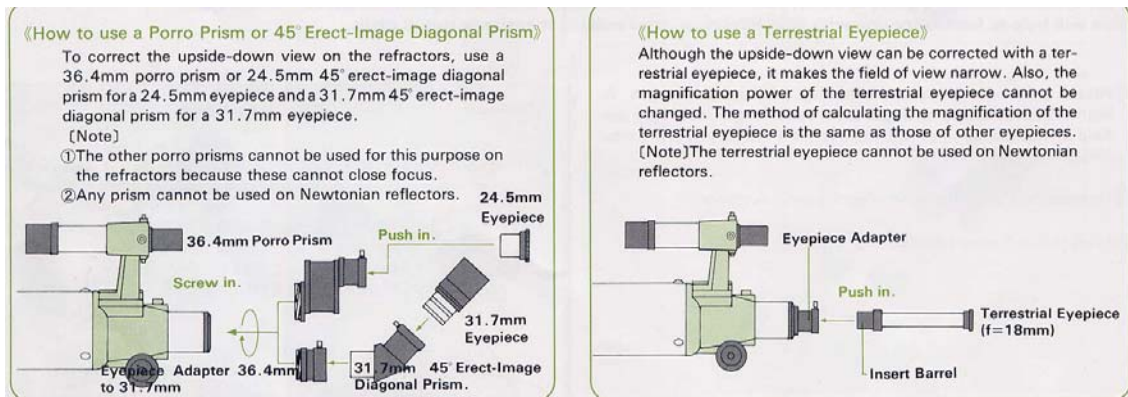 《How to use a Porro Prism or 45° Erect-Image Diagonal Prism》
To correct the upside-down view on the refractors, use a
36.4mm porro prism or 24.5mm 45° erect-image diagonal
prism for a 24.5mm eyepiece and a 31.7mm 45° erect-image
diagonal prism for a 31.7mm eyepiece.
〔Note〕
①The other porro prisms cannot be used for this purpose on
the refractors because these cannot close focus.
②Any prism cannot be used on Newtonian reflectors.
24.5mm
Eyepiece
36.4mm Porro Prism
Push in.
Screw in.
31.7mm
Eyepiece
Eyepiece Adapter 36.4mm
to 31.7mm
31.7mm 45° Erect-Image
Diagonal Prism.
《How to use a Terrestrial Eyepiece》
Although the upside-down view can be corrected with a ter-
restrial eyepiece, it makes the field of view narrow. Also, the
magnification power of the terrestrial eyepiece cannot be
changed. The method of calculating the magnification of the
terrestrial eyepiece is the same as those of other eyepieces.
〔Note〕The terrestrial eyepiece cannot be used on Newtonian
reflectors.
Eyepiece Adapter
Push in.
Terrestrial Eyepiece
(f=18mm)
Insert Barrel